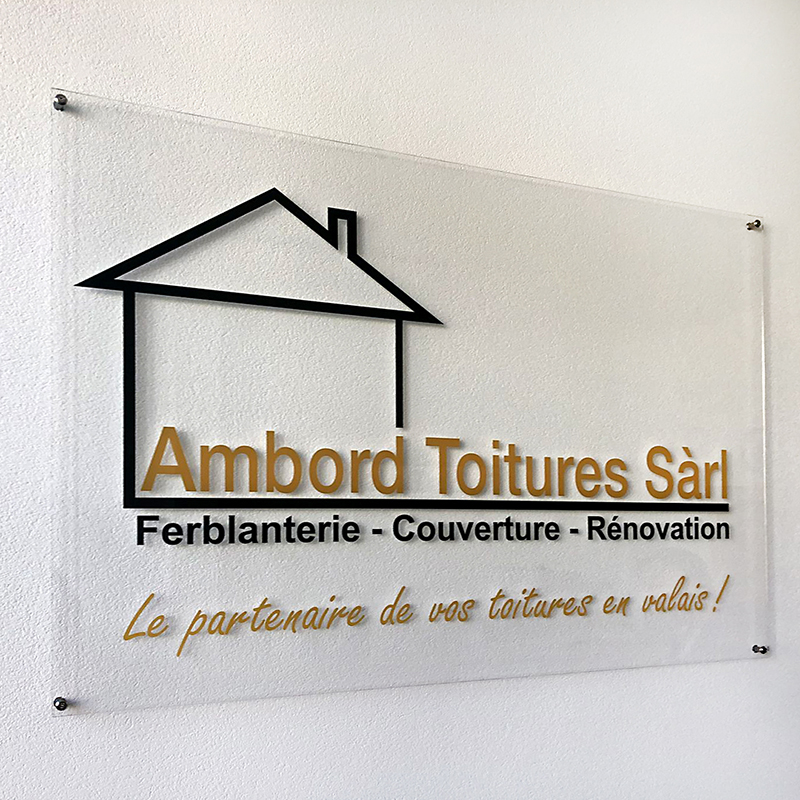 Ambord Toitures Sàrl
Ferblanterie - Couverture - Rénovation
Le partenaire de vos toitures en valais !